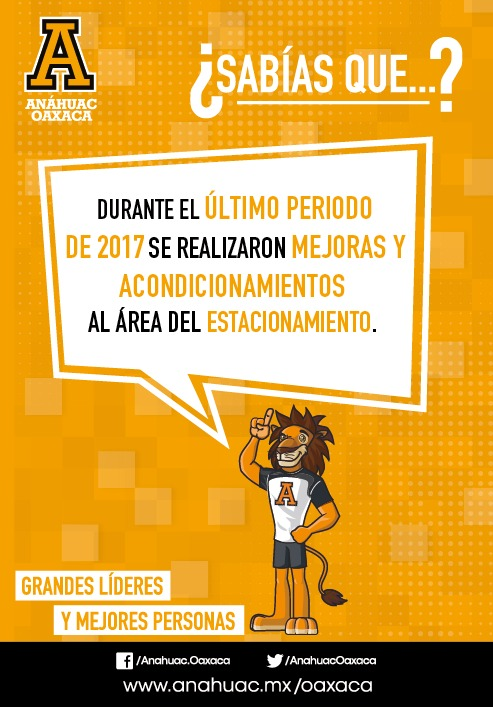 A
ANÁHUAC
OAXACA
¿SABÍAS QUE...?
DURANTE EL ÚLTIMO PERIODO
DE 2017 SE REALIZARON MEJORAS Y
ACONDICIONAMIENTOS
AL ÁREA DEL ESTACIONAMIENTO.
A
GRANDES LÍDERES
Y MEJORES PERSONAS
f /Anahuac.Oaxaca /AnahuacOaxaca
www.anahuac.mx/oaxaca